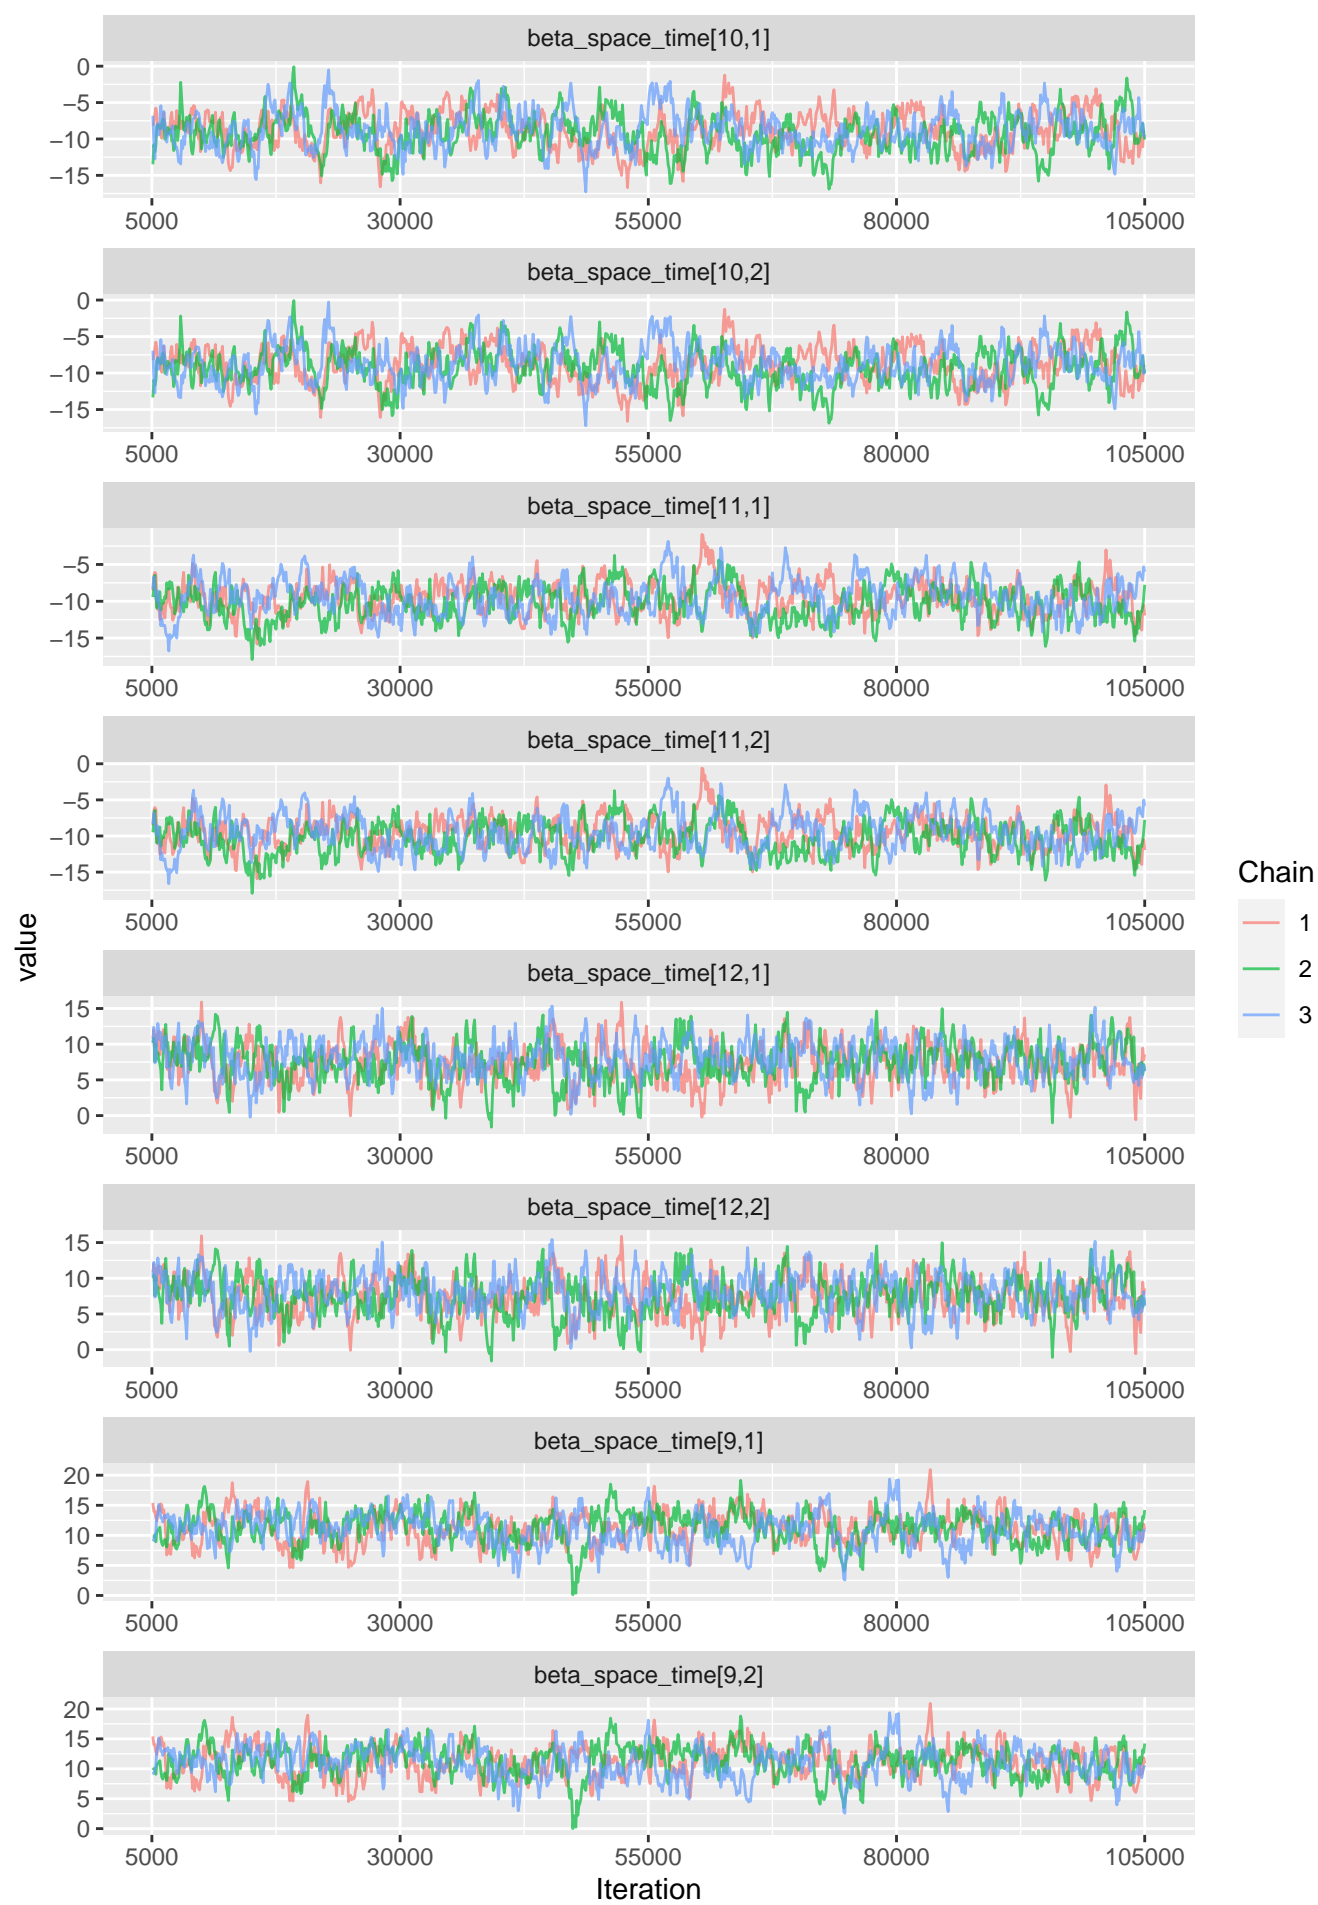 beta_space_time[10,1]
0
−5
−10
−15
5000 30000 55000 80000 105000
beta_space_time[10,2]
0
−5
−10
−15
5000 30000 55000 80000 105000
beta_space_time[11,1]
−5
−10
−15
5000 30000 55000 80000 105000
beta_space_time[11,2]
0
−5
−10
−15
5000 30000 55000 80000 105000
beta_space_time[12,1]
15
10
5
0
5000 30000 55000 80000 105000
beta_space_time[12,2]
15
10
5
0
5000 30000 55000 80000 105000
beta_space_time[9,1]
20
15
10
5
0
5000 30000 55000 80000 105000
beta_space_time[9,2]
20
15
10
5
0
5000 30000 55000 80000 105000
Iteration
value
Chain
1
2
3